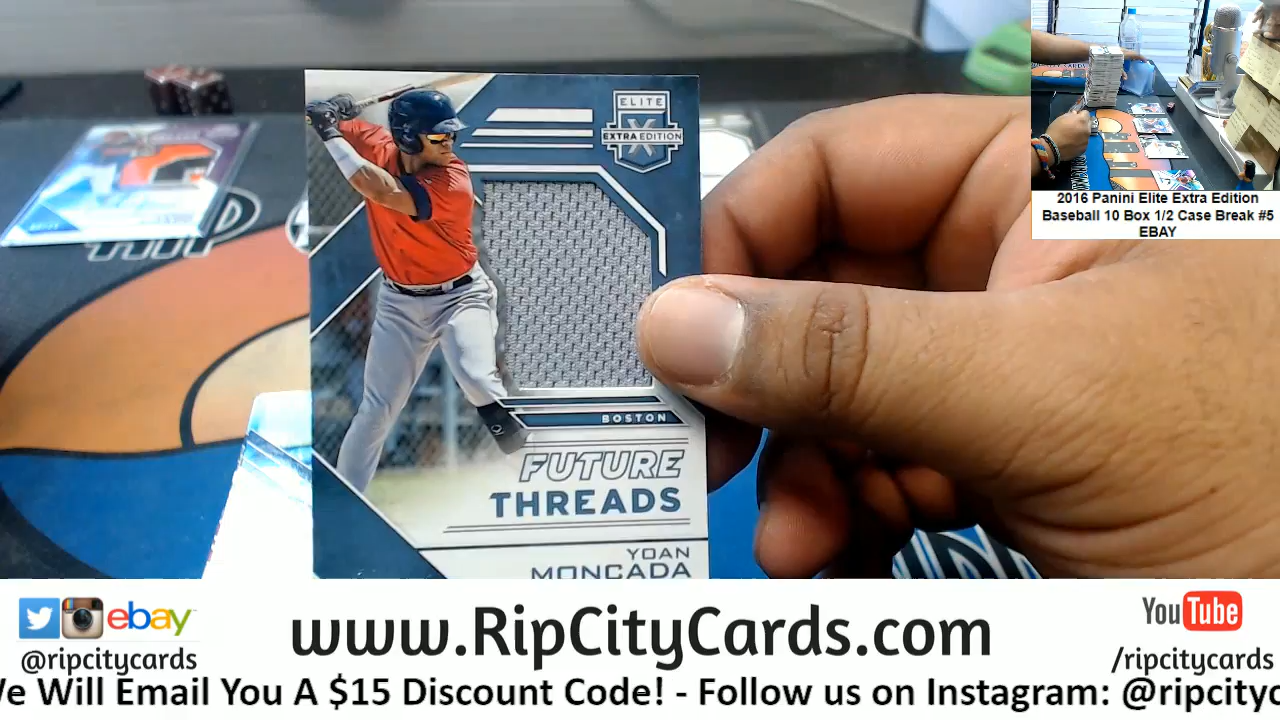 ELITE
EXTRA EDITION
BOSTON
FUTURE
THREADS
YOAN
MONCADA
2016 Panini Elite Extra Edition
Baseball 10 Box 1/2 Case Break #5
EBAY
ebay
@ripcitycards
www.RipCityCards.com
YouTube
/ripcitycards
We Will Email You A $15 Discount Code! - Follow us on Instagram: @ripcityc